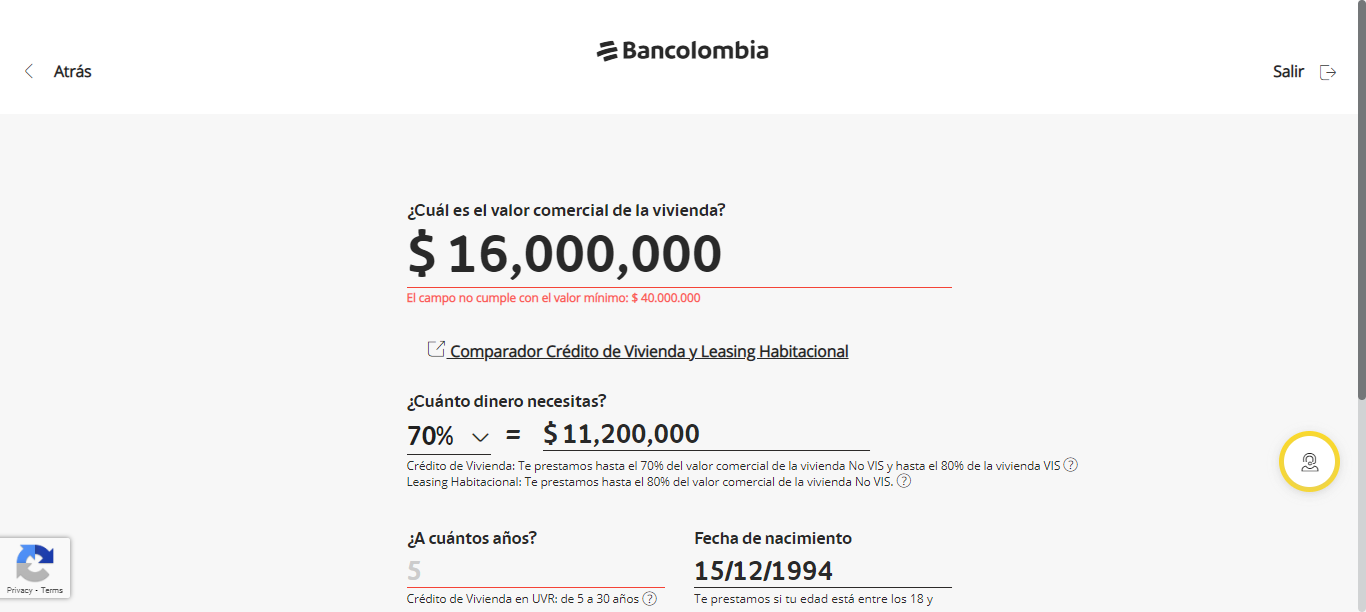 Bancolombia
Atrás
Salir
¿Cuál es el valor comercial de la vivienda?
$ 16,000,000
El campo no cumple con el valor mínimo: $ 40.000.000
Comparador Crédito de Vivienda y Leasing Habitacional
¿Cuánto dinero necesitas?
70% = $ 11,200,000
Crédito de Vivienda: Te prestamos hasta el 70% del valor comercial de la vivienda No VIS y hasta el 80% de la vivienda VIS ?
Leasing Habitacional: Te prestamos hasta el 80% del valor comercial de la vivienda No VIS. ?
¿A cuántos años?
5
Crédito de Vivienda en UVR: de 5 a 30 años ?
Fecha de nacimiento
15/12/1994
Te prestamos si tu edad está entre los 18 y
Privacy - Terms